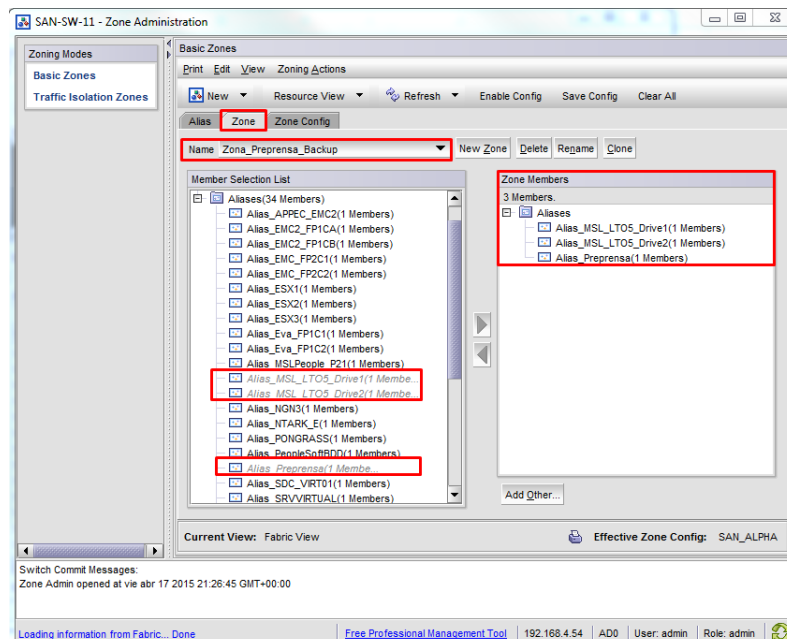 SAN-SW-11 - Zone Administration
Zoning Modes
Basic Zones
Traffic Isolation Zones
Basic Zones
Print Edit View Zoning Actions
New Resource View Refresh Enable Config Save Config Clear All
Alias Zone Zone Config
Name Zona_Preprensa_Backup New Zone Delete Rename Clone
Member Selection List
Aliases(34 Members)
Alias_APPEC_EMC2(1 Members)
Alias_EMC2_FP1CA(1 Members)
Alias_EMC2_FP1CB(1 Members)
Alias_EMC_FP2C1(1 Members)
Alias_EMC_FP2C2(1 Members)
Alias_ESX1(1 Members)
Alias_ESX2(1 Members)
Alias_ESX3(1 Members)
Alias_Eva_FP1C1(1 Members)
Alias_Eva_FP1C2(1 Members)
Alias_MSLPeople_P21(1 Members)
Alias_MSL_LTO5_Drive1(1 Membe...
Alias_MSL_LTO5_Drive2(1 Membe...
Alias_NGN3(1 Members)
Alias_NTARK_E(1 Members)
Alias_PONGRASS(1 Members)
Alias_PeopleSoftBDD(1 Members)
Alias_Preprensa(1 Membe...
Alias_SDC_VIRT01(1 Members)
Alias_SRVVIRTUAL(1 Members)
Zone Members
3 Members.
Aliases
Alias_MSL_LTO5_Drive1(1 Members)
Alias_MSL_LTO5_Drive2(1 Members)
Alias_Preprensa(1 Members)
Add Other...
Current View: Fabric View Effective Zone Config: SAN_ALPHA
Switch Commit Messages:
Zone Admin opened at vie abr 17 2015 21:26:45 GMT+00:00
Loading information from Fabric... Done Free Professional Management Tool 192.168.4.54 AD0 User: admin Role: admin